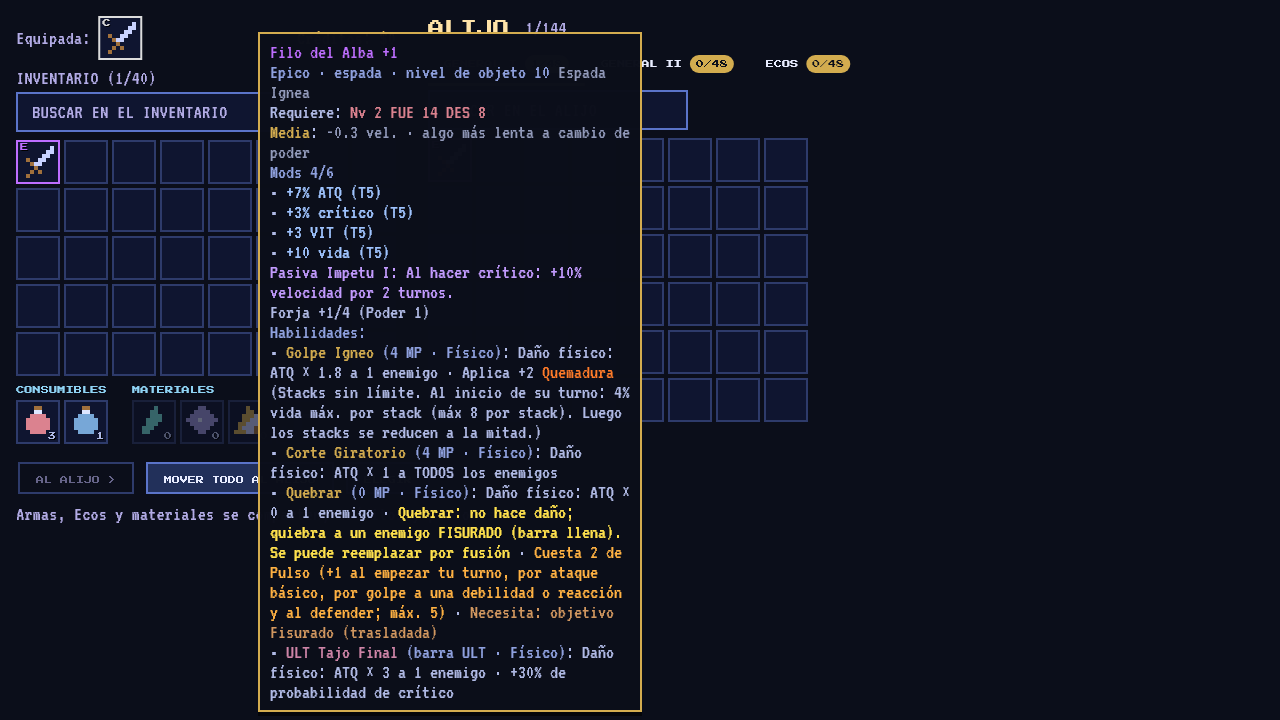 Equipada:
C
INVENTARIO (1/40)
BUSCAR EN EL INVENTARIO
E
CONSUMIBLES
MATERIALES
3
1
0
0
AL ALIJO >
MOVER TODO A
Armas, Ecos y materiales se co
ALIJO 1/144
AL II 0/48
ECOS 0/48
Filo del Alba +1
Epico · espada · nivel de objeto 10 Espada
Ignea
Requiere: Nv 2 FUE 14 DES 8
Media: -0.3 vel. · algo más lenta a cambio de
poder
Mods 4/6
- +7% ATQ (T5)
- +3% crítico (T5)
- +3 VIT (T5)
- +10 vida (T5)
Pasiva Impetu I: Al hacer crítico: +10%
velocidad por 2 turnos.
Forja +1/4 (Poder 1)
Habilidades:
- Golpe Igneo (4 MP · Físico): Daño físico:
ATQ x 1.8 a 1 enemigo · Aplica +2 Quemadura
(Stacks sin límite. Al inicio de su turno: 4%
vida máx. por stack (máx 8 por stack). Luego
los stacks se reducen a la mitad.)
- Corte Giratorio (4 MP · Físico): Daño
físico: ATQ x 1 a TODOS los enemigos
- Quebrar (0 MP · Físico): Daño físico: ATQ x
0 a 1 enemigo · Quebrar: no hace daño;
quiebra a un enemigo FISURADO (barra llena).
Se puede reemplazar por fusión · Cuesta 2 de
Pulso (+1 al empezar tu turno, por ataque
básico, por golpe a una debilidad o reacción
y al defender; máx. 5) · Necesita: objetivo
Fisurado (trasladada)
- ULT Tajo Final (barra ULT · Físico): Daño
físico: ATQ x 3 a 1 enemigo · +30% de
probabilidad de crítico